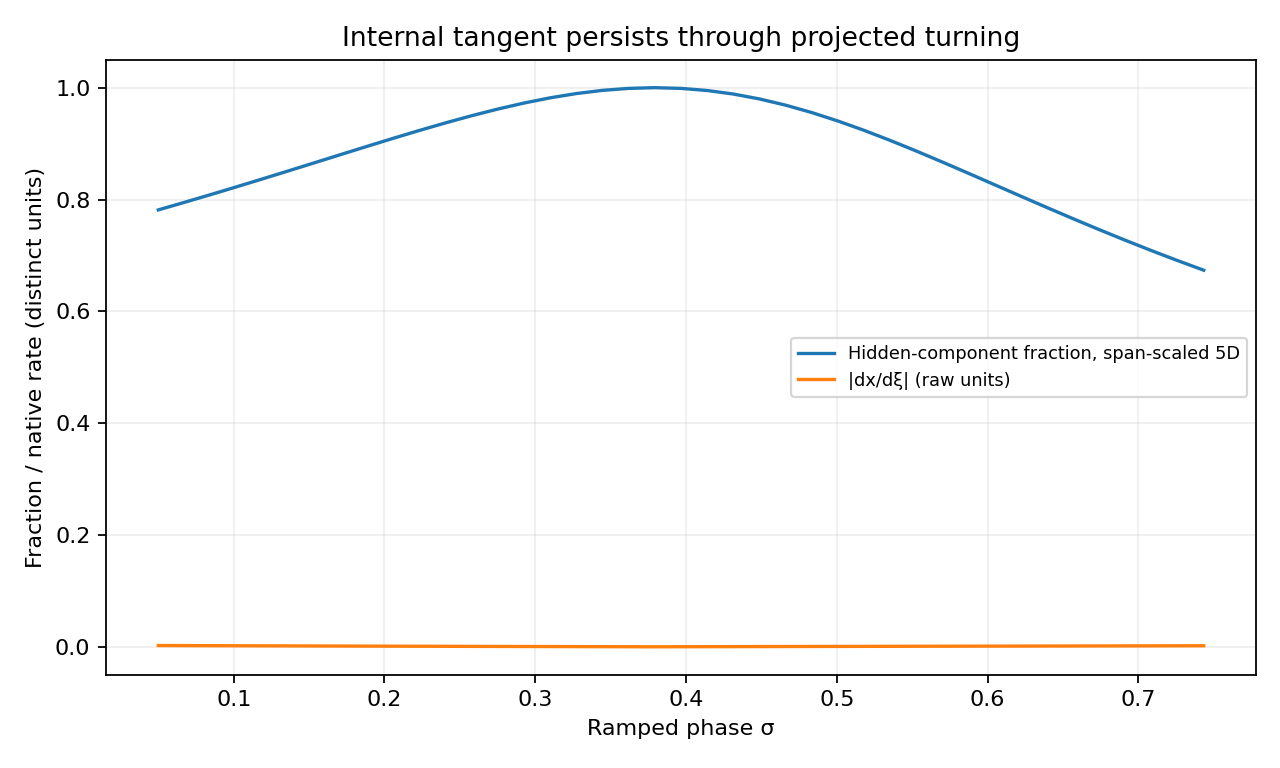 Internal tangent persists through projected turning
Fraction / native rate (distinct units)
1.0
0.8
0.6
0.4
0.2
0.0
Hidden-component fraction, span-scaled 5D
|dx/dξ| (raw units)
0.1 0.2 0.3 0.4 0.5 0.6 0.7
Ramped phase σ